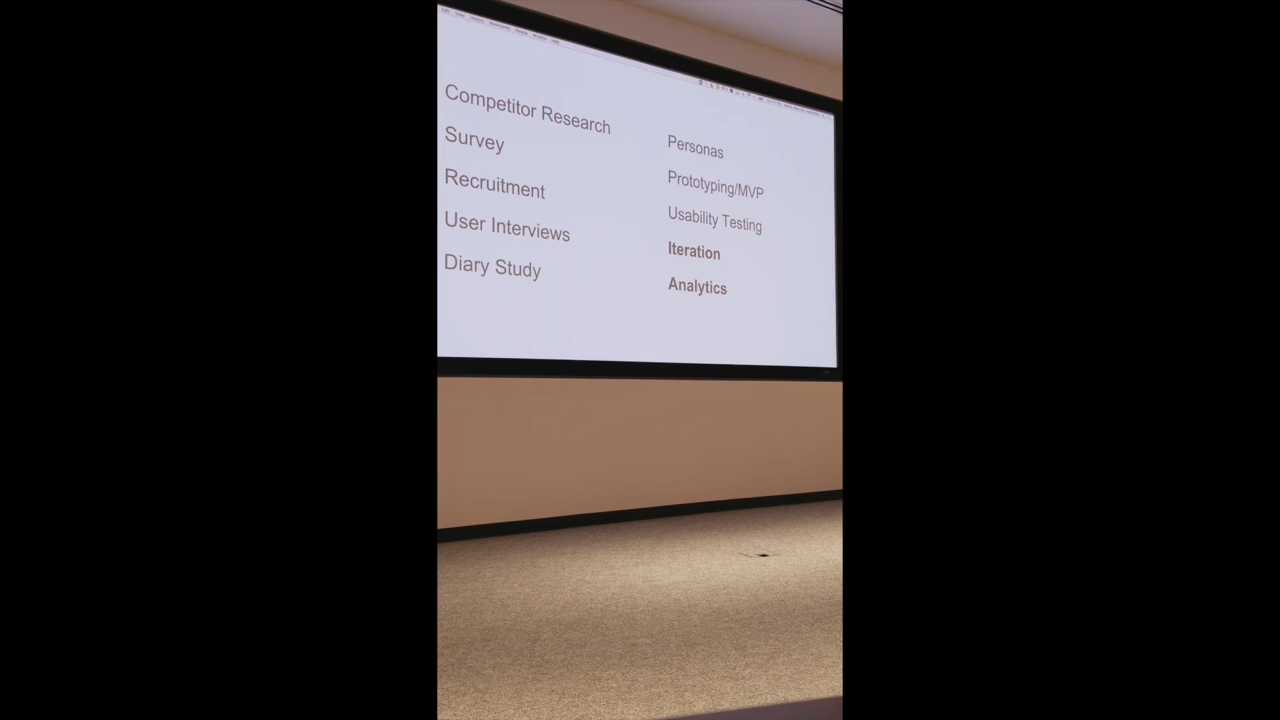 Competitor Research
Survey
Recruitment
User Interviews
Diary Study
Personas
Prototyping/MVP
Usability Testing
Iteration
Analytics